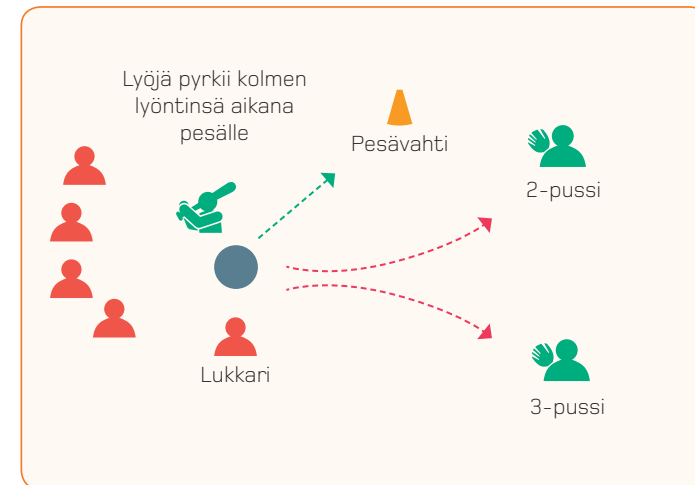 Lyöjä pyrkii kolmen
lyöntinsä aikana
pesälle
Pesävahti
2-pussi
Lukkari
3-pussi